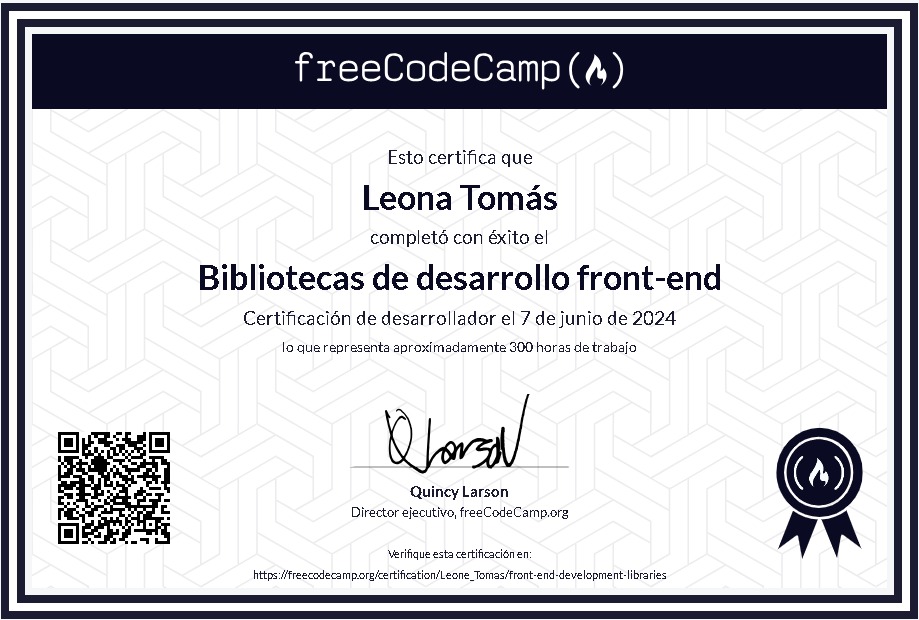 freeCodeCamp(🔥)
Esto certifica que
Leona Tomás
completó con éxito el
Bibliotecas de desarrollo front-end
Certificación de desarrollador el 7 de junio de 2024
lo que representa aproximadamente 300 horas de trabajo
QLarson
Quincy Larson
Director ejecutivo, freeCodeCamp.org
Verifique esta certificación en:
https://freecodecamp.org/certification/Leone_Tomas/front-end-development-libraries